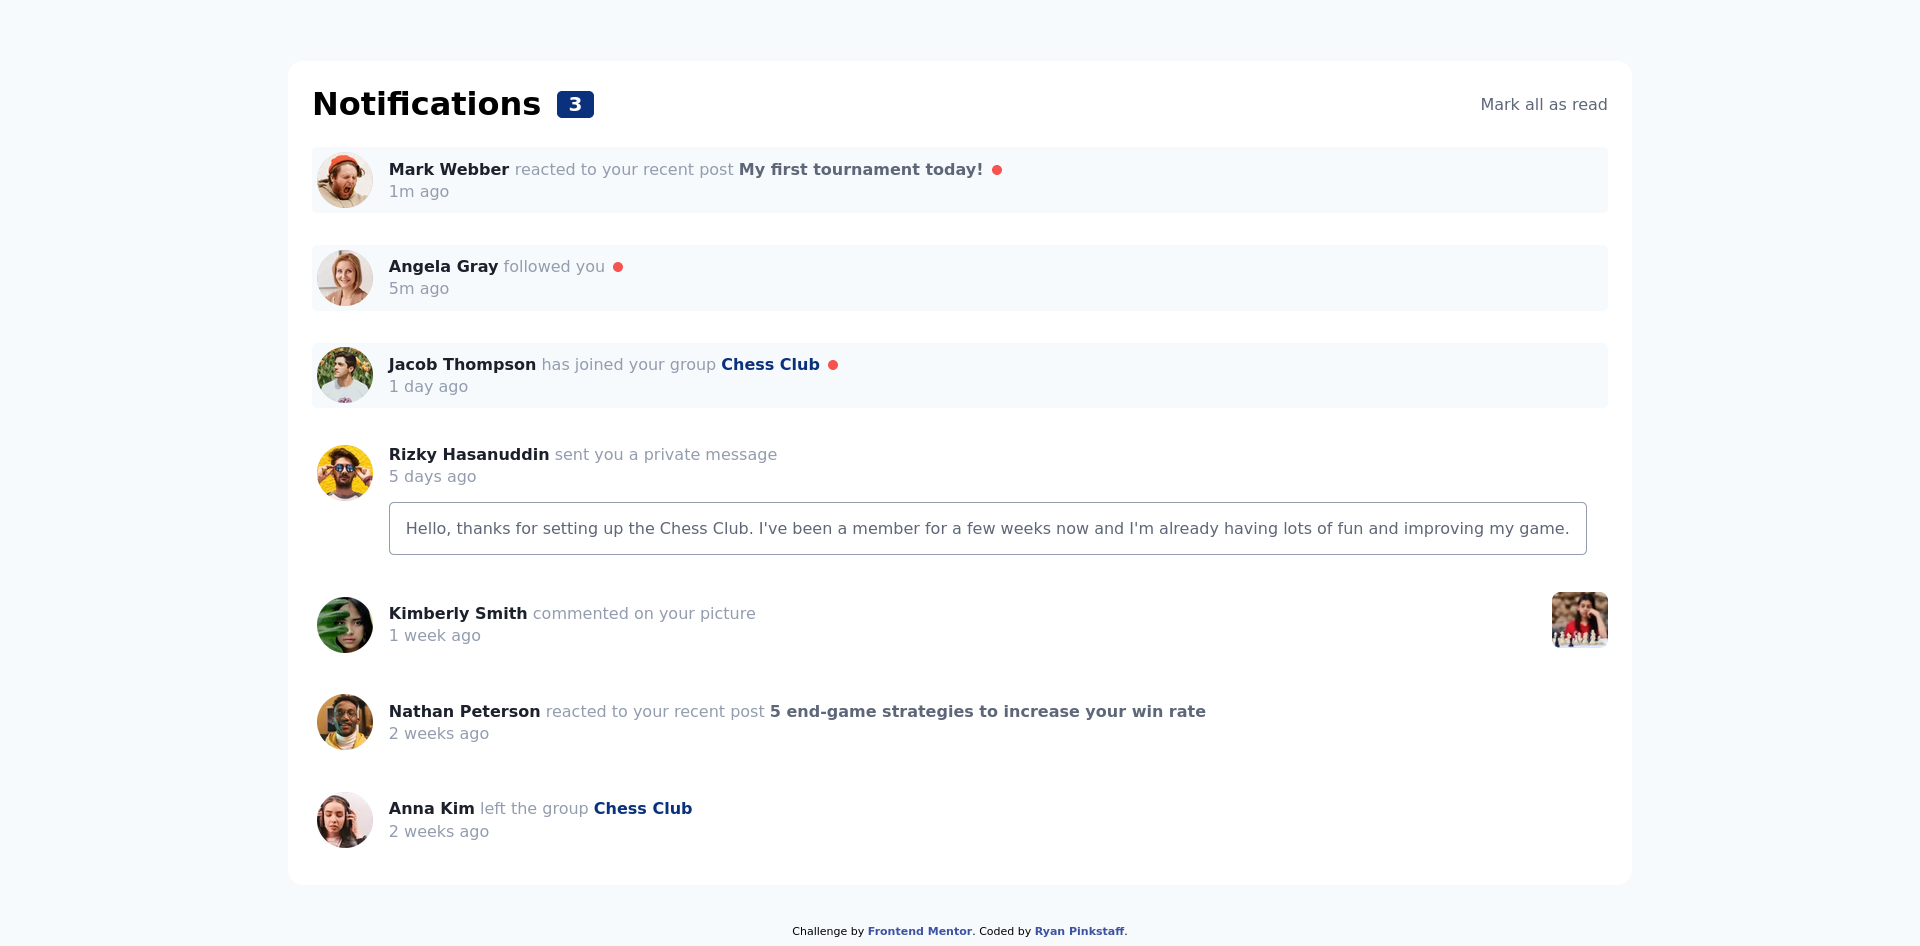 Notifications 3
Mark all as read
Mark Webber reacted to your recent post My first tournament today!
1m ago
Angela Gray followed you
5m ago
Jacob Thompson has joined your group Chess Club
1 day ago
Rizky Hasanuddin sent you a private message
5 days ago
Hello, thanks for setting up the Chess Club. I've been a member for a few weeks now and I'm already having lots of fun and improving my game.
Kimberly Smith commented on your picture
1 week ago
Nathan Peterson reacted to your recent post 5 end-game strategies to increase your win rate
2 weeks ago
Anna Kim left the group Chess Club
2 weeks ago
Challenge by Frontend Mentor. Coded by Ryan Pinkstaff.